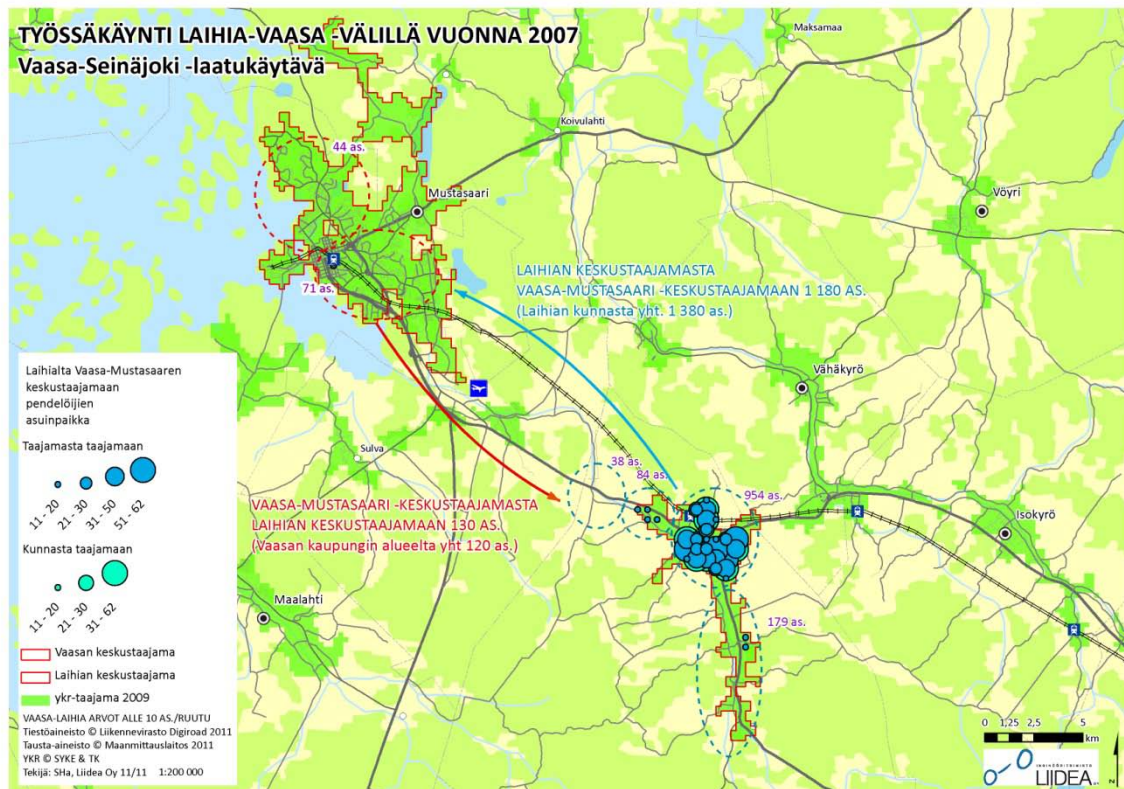 TYÖSSÄKÄYNTI LAIHIA-VAASA -VÄLILLÄ VUONNA 2007
Vaasa-Seinäjoki -laatukäytävä
Maksamaa
Koivulahti
44 as.
Mustasaari
Vöyri
71 as.
LAIHIAN KESKUSTAAJAMASTA
VAASA-MUSTASAARI -KESKUSTAAJAMAAN 1 180 AS.
(Laihian kunnasta yht. 1 380 as.)
Vähäkyrö
Sulva
38 as.
84 as.
954 as.
VAASA-MUSTASAARI -KESKUSTAAJAMASTA
LAIHIAN KESKUSTAAJAMAAN 130 AS.
(Vaasan kaupungin alueelta yht 120 as.)
Isokyrö
Maalahti
179 as.
Laihialta Vaasa-Mustasaaren
keskustaajamaan
pendelöijien
asuinpaikka
Taajamasta taajamaan
11 - 20
21 - 30
31 - 50
51 - 62
Kunnasta taajamaan
11 - 20
21 - 30
31 - 62
Vaasan keskustaajama
Laihian keskustaajama
ykr-taajama 2009
VAASA-LAIHIA ARVOT ALLE 10 AS./RUUTU
Tiestöaineisto © Liikennevirasto Digiroad 2011
Tausta-aineisto © Maanmittauslaitos 2011
YKR © SYKE & TK
Tekijä: SHa, Liidea Oy 11/11 1:200 000
0 1,25 2,5 5
km
LIIDEA
N